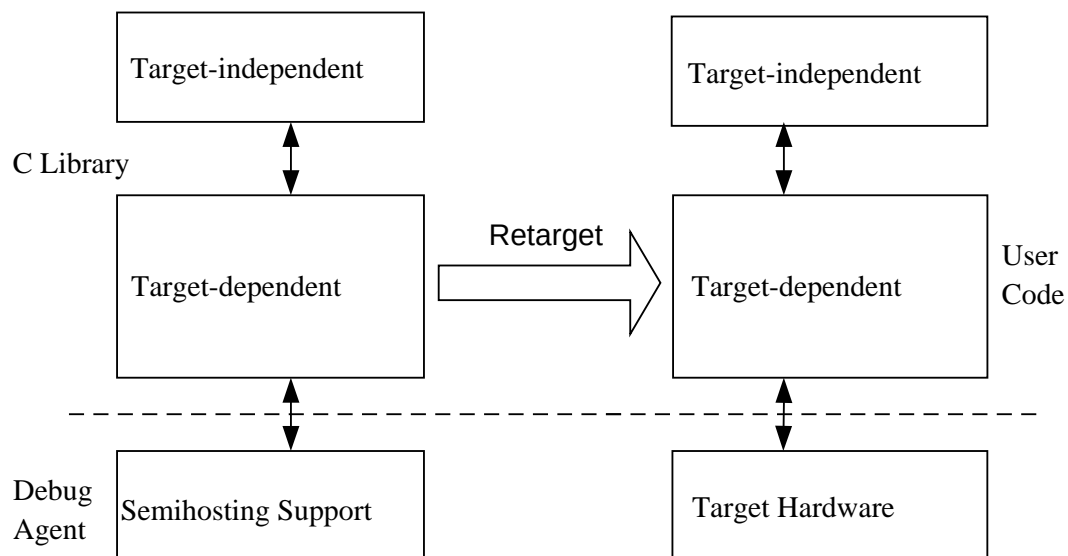 Target-independent
Target-independent
C Library
Retarget
Target-dependent
Target-dependent
User
Code
Debug
Agent
Semihosting Support
Target Hardware